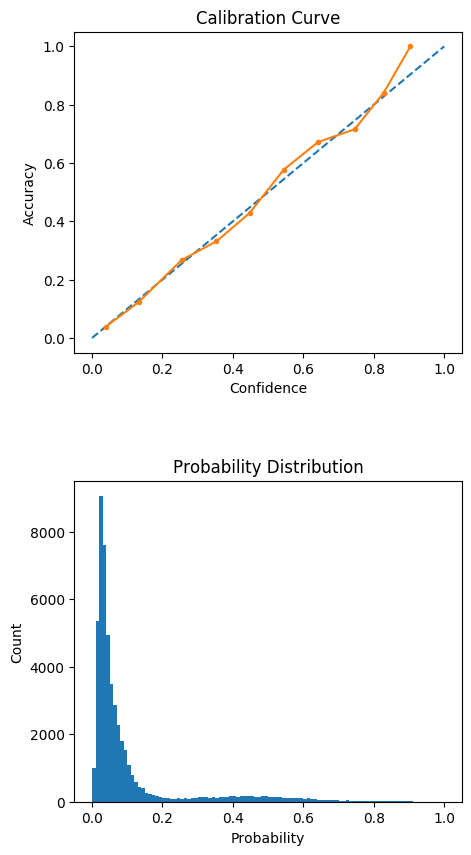 Calibration Curve
1.0
0.8
0.6
0.4
0.2
0.0
Accuracy
0.0 0.2 0.4 0.6 0.8 1.0
Confidence
Probability Distribution
8000
6000
4000
2000
0
Count
0.0 0.2 0.4 0.6 0.8 1.0
Probability